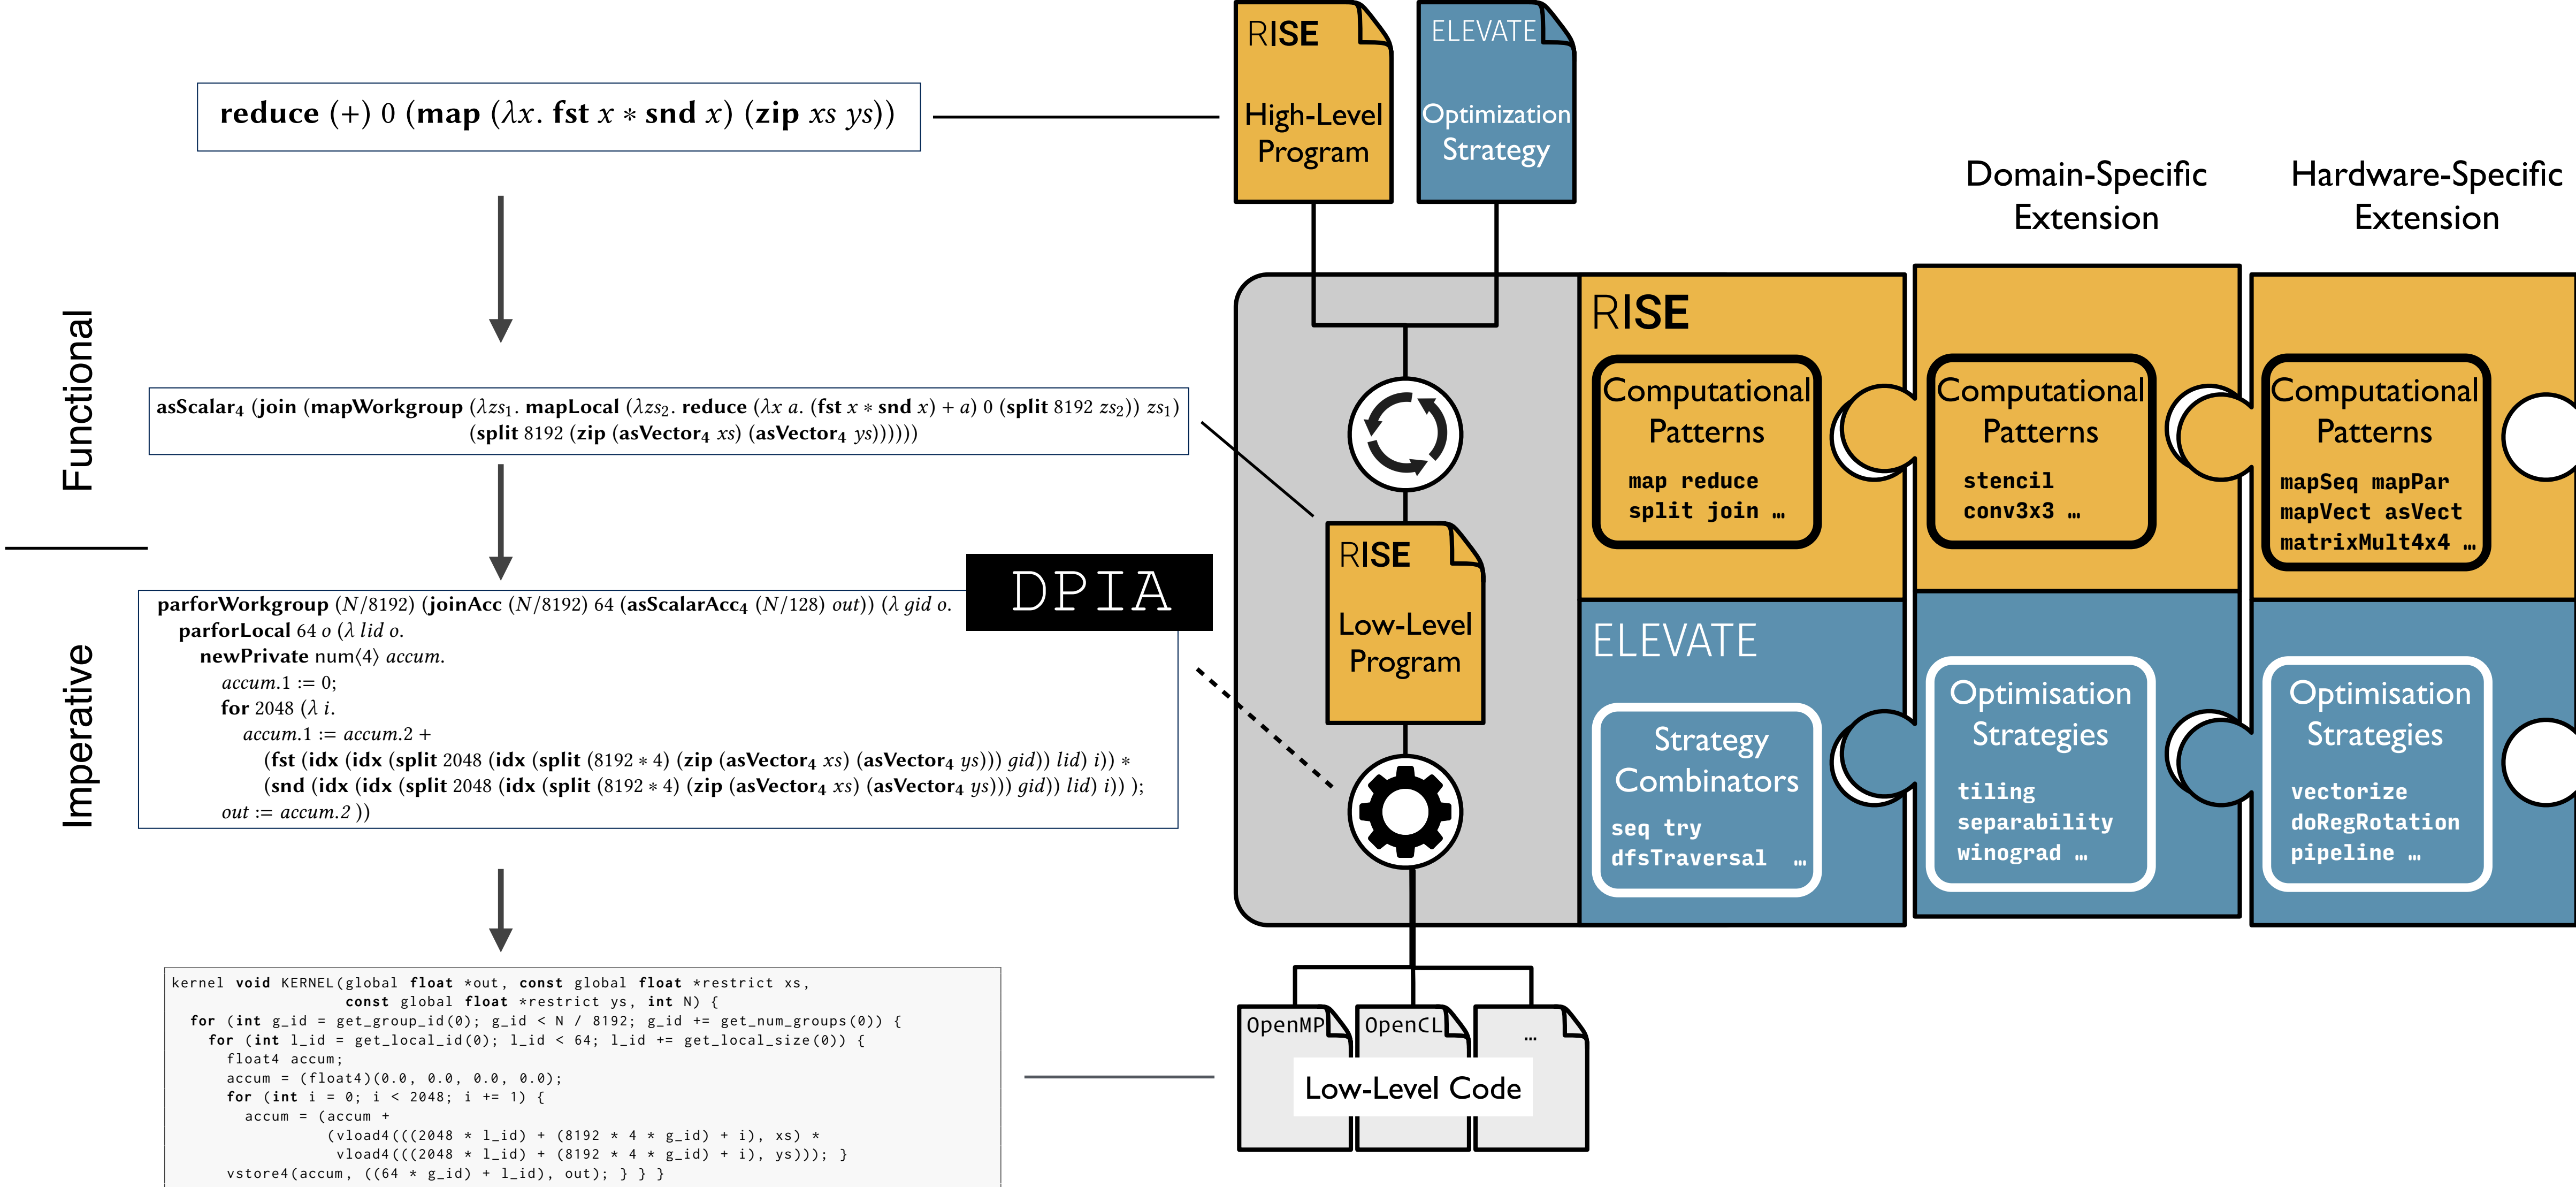 RISE
High-Level
Program
ELEVATE
Optimization
Strategy
reduce (+) 0 (map (λx. fst x * snd x) (zip xs ys))
Functional
Imperative
asScalar₄ (join (mapWorkgroup (λzs₁. mapLocal (λzs₂. reduce (λx a. (fst x * snd x) + a) 0 (split 8192 zs₂)) zs₁)
(split 8192 (zip (asVector₄ xs) (asVector₄ ys))))))
DPIA
parforWorkgroup (N/8192) (joinAcc (N/8192) 64 (asScalarAcc₄ (N/128) out)) (λ gid o.
parforLocal 64 o (λ lid o.
newPrivate num⟨4⟩ accum.
accum.1 := 0;
for 2048 (λ i.
accum.1 := accum.2 +
(fst (idx (idx (split 2048 (idx (split (8192 * 4) (zip (asVector₄ xs) (asVector₄ ys))) gid)) lid) i)) *
(snd (idx (idx (split 2048 (idx (split (8192 * 4) (zip (asVector₄ xs) (asVector₄ ys))) gid)) lid) i)) );
out := accum.2 ))
kernel void KERNEL(global float *out, const global float *restrict xs,
const global float *restrict ys, int N) {
for (int g_id = get_group_id(0); g_id < N / 8192; g_id += get_num_groups(0)) {
for (int l_id = get_local_id(0); l_id < 64; l_id += get_local_size(0)) {
float4 accum;
accum = (float4)(0.0, 0.0, 0.0, 0.0);
for (int i = 0; i < 2048; i += 1) {
accum = (accum +
(vload4(((2048 * l_id) + (8192 * 4 * g_id) + i), xs) *
vload4(((2048 * l_id) + (8192 * 4 * g_id) + i), ys))); }
vstore4(accum, ((64 * g_id) + l_id), out); } } }
RISE
Low-Level
Program
OpenMP
OpenCL
…
Low-Level Code
RISE
Computational
Patterns
map reduce
split join …
ELEVATE
Strategy
Combinators
seq try
dfsTraversal …
Domain-Specific
Extension
Computational
Patterns
stencil
conv3x3 …
Optimisation
Strategies
tiling
separability
winograd …
Hardware-Specific
Extension
Computational
Patterns
mapSeq mapPar
mapVect asVect
matrixMult4x4 …
Optimisation
Strategies
vectorize
doRegRotation
pipeline …